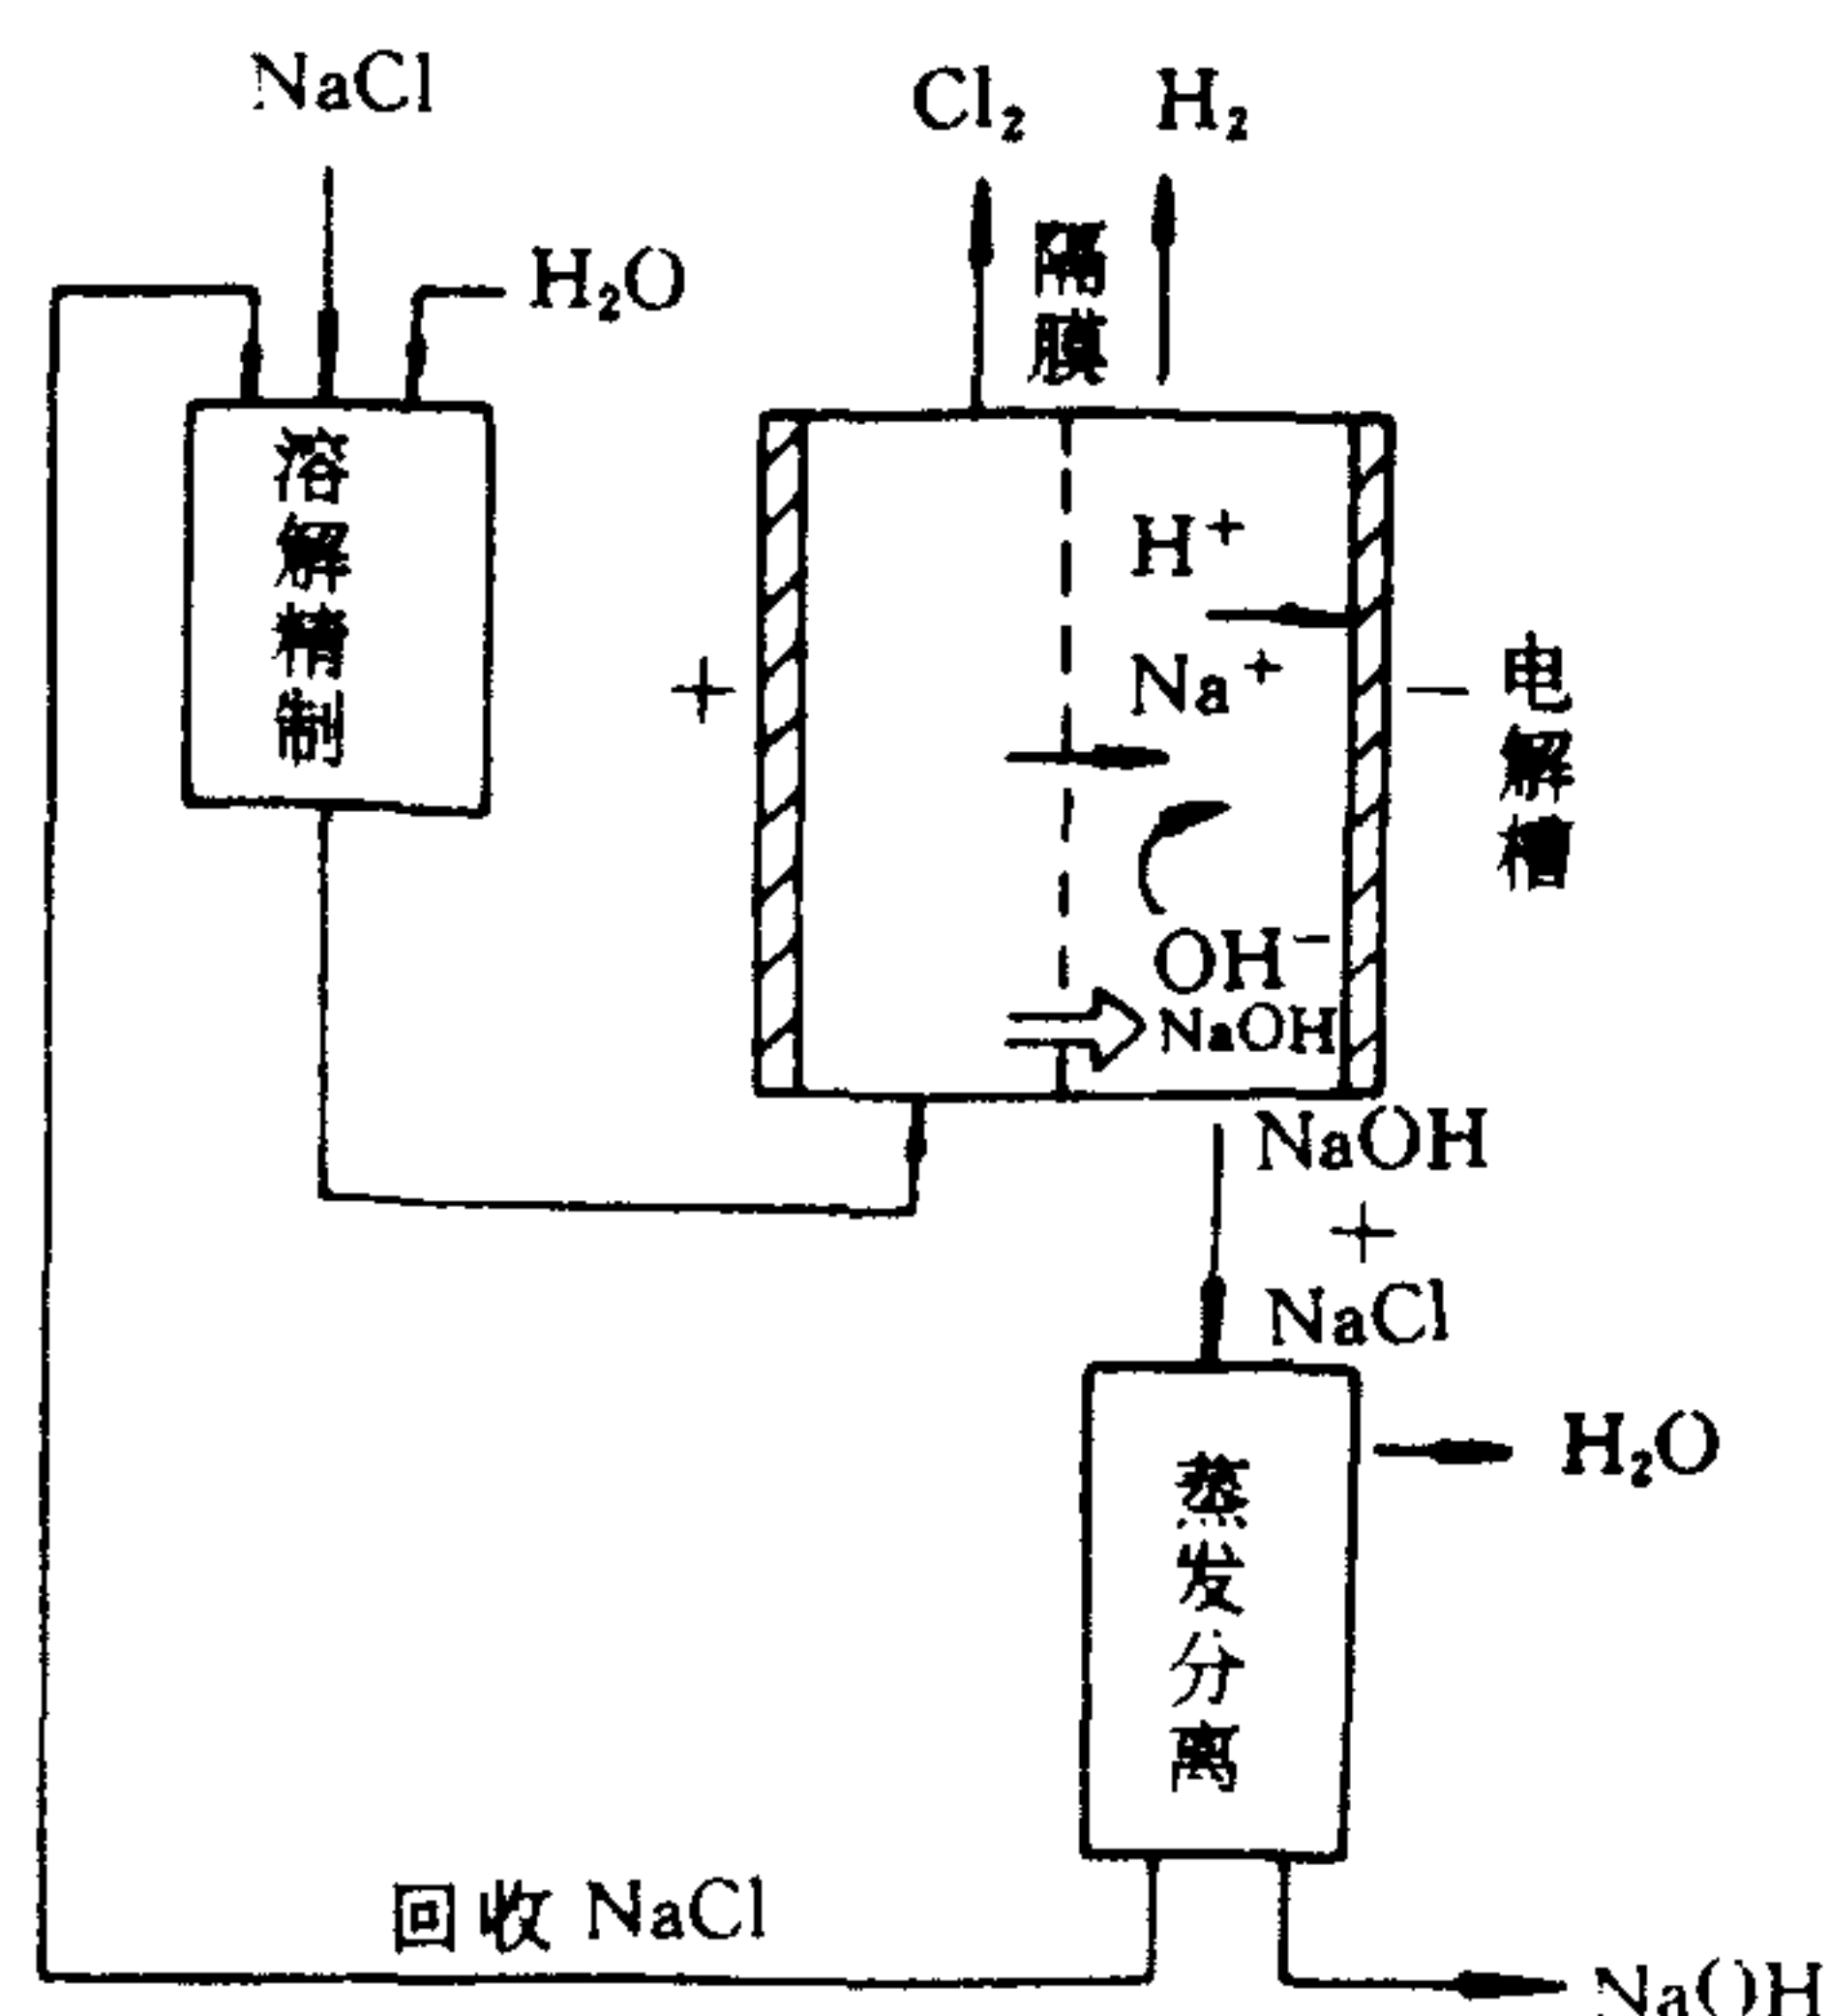 NaCl
Cl₂
H₂
H₂O
隔膜
溶解精制
H⁺
Na⁺
+
−
电解槽
OH⁻
NaOH
NaOH
+
NaCl
H₂O
蒸发分离
回收 NaCl
NaOH